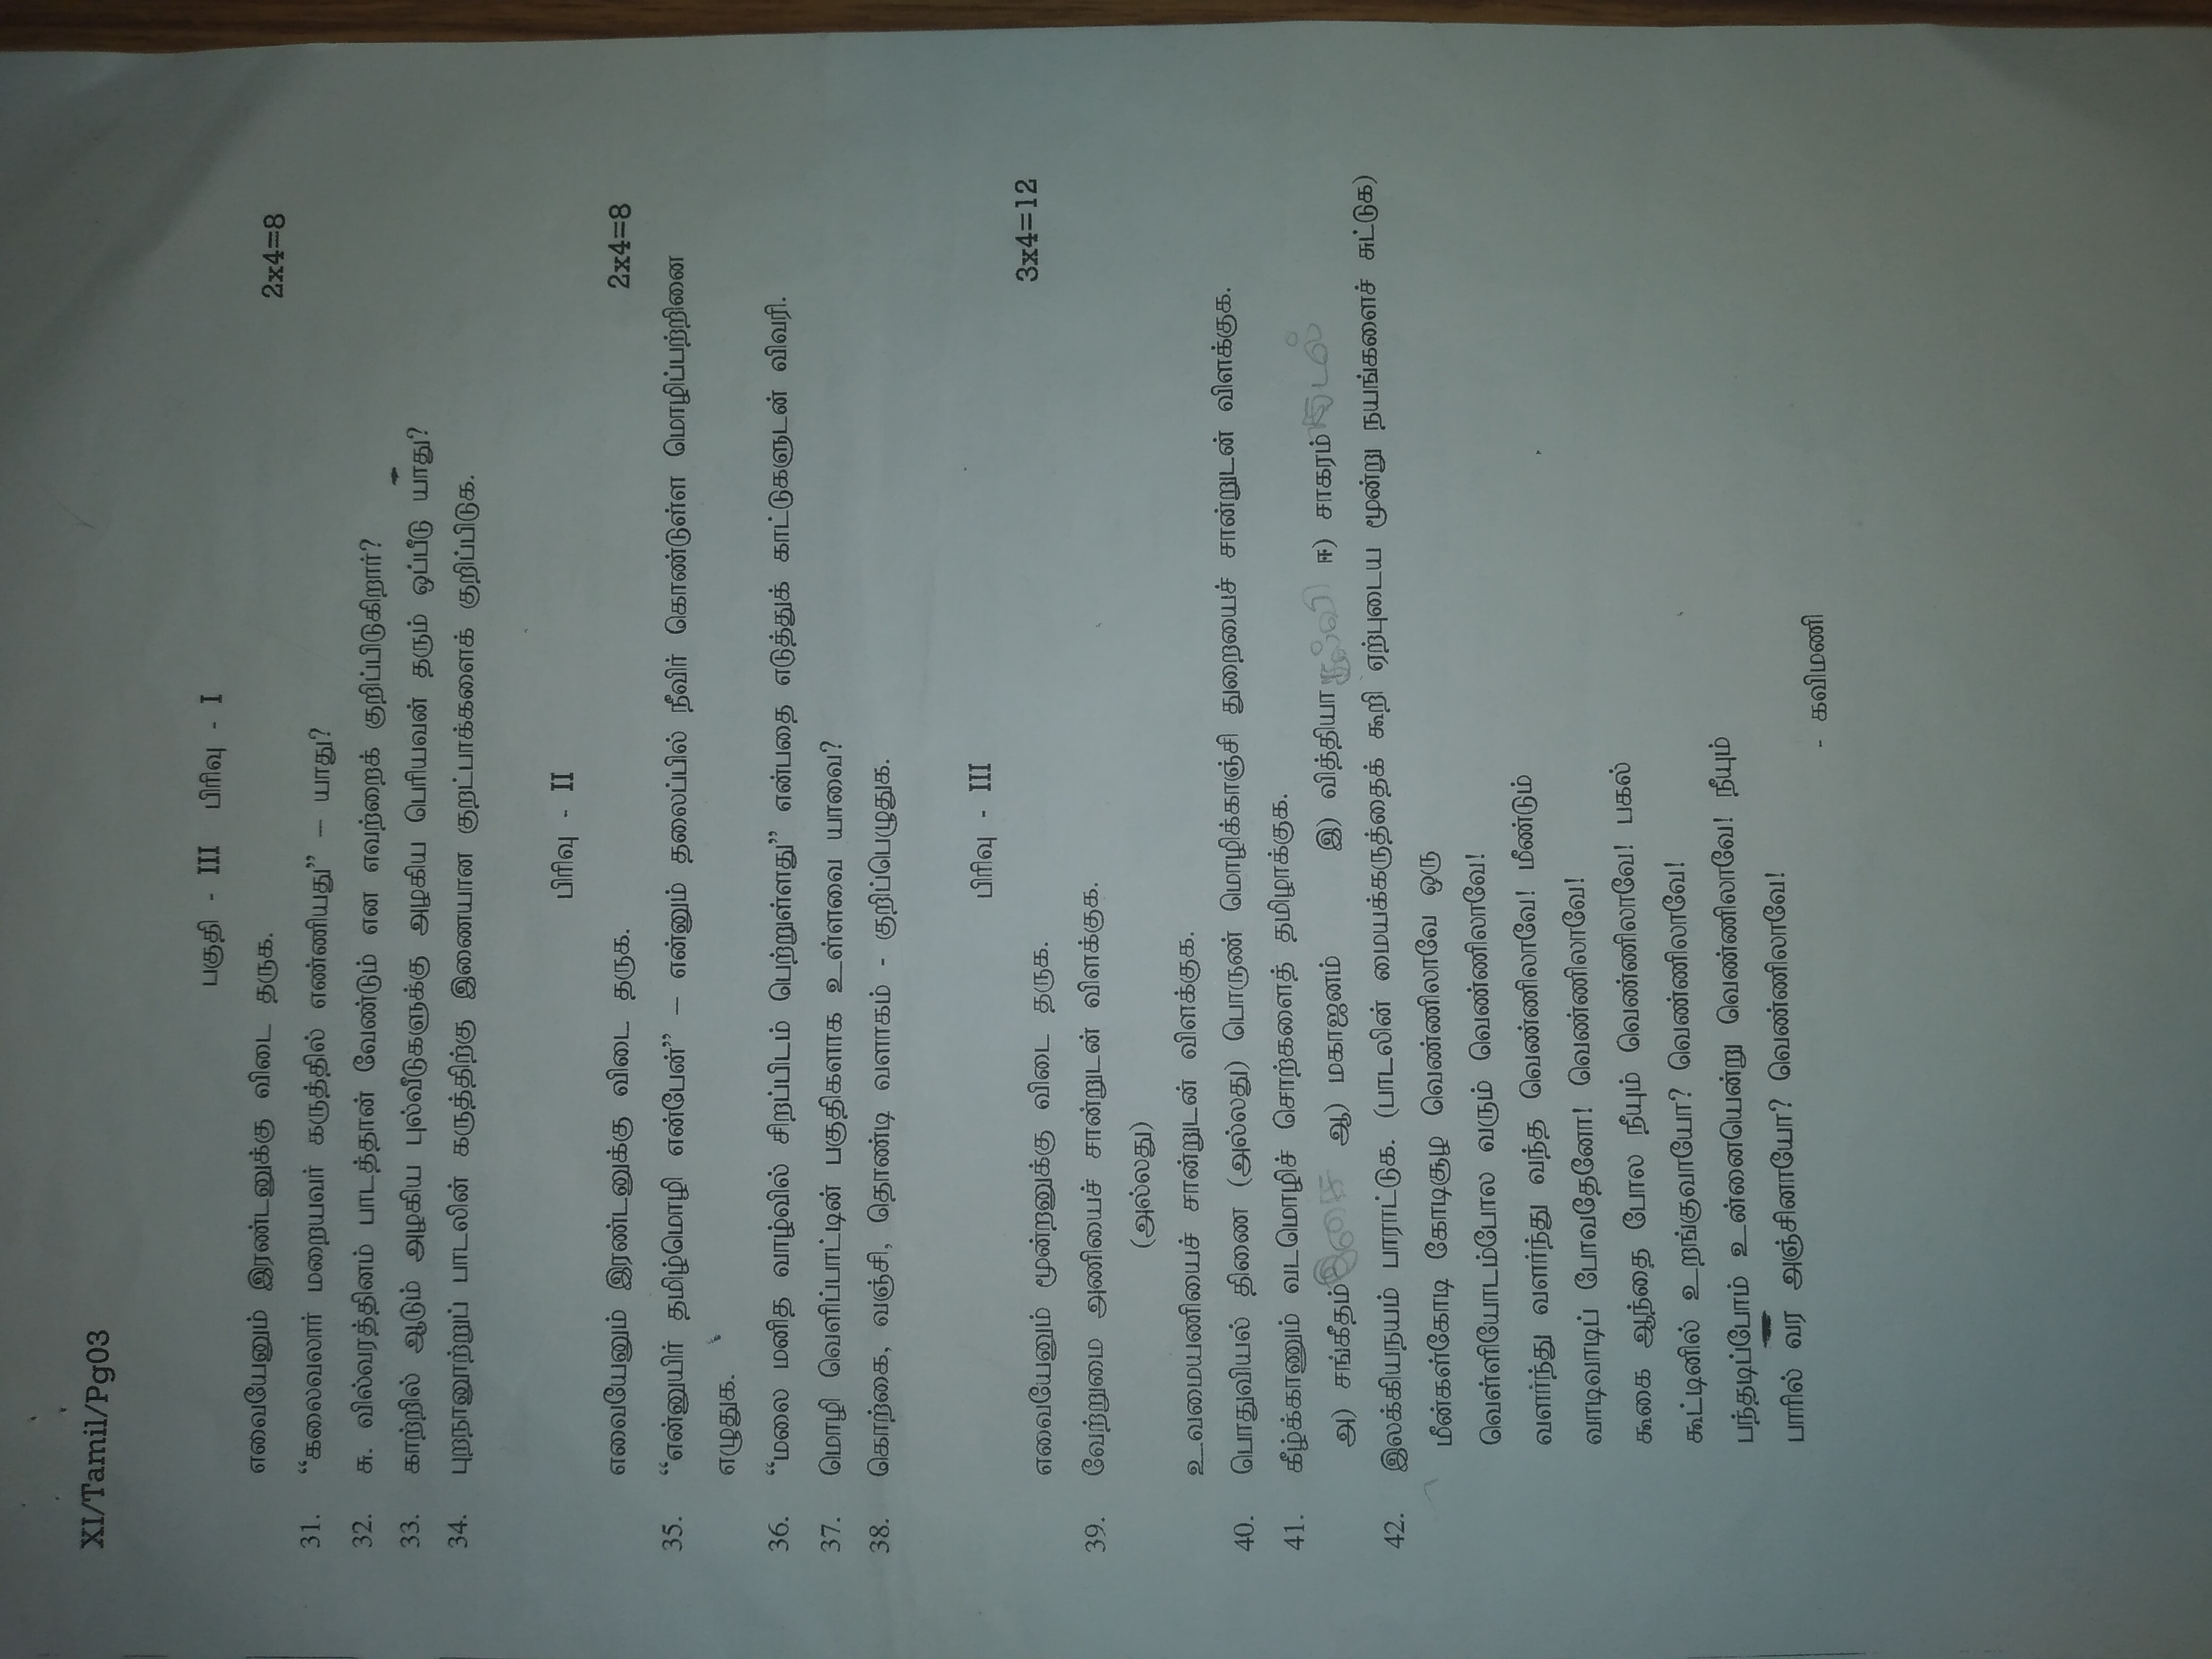 XI/Tamil/Pg03
பகுதி - III பிரிவு - I
எவையேனும் இரண்டனுக்கு விடை தருக. 2x4=8
31. “கலைவலார் மறையவர் கருத்தில் எண்ணியது” – யாது?
32. சு. வில்வரத்தினம் பாடத்தான் வேண்டும் என எவற்றைக் குறிப்பிடுகிறார்?
33. காற்றில் ஆடும் அழகிய புல்வீடுகளுக்கு அழகிய பெரியவன் தரும் ஒப்பீடு யாது?
34. புறநானூற்றுப் பாடலின் கருத்திற்கு இணையான குறட்பாக்களைக் குறிப்பிடுக.
பிரிவு - II
எவையேனும் இரண்டனுக்கு விடை தருக. 2x4=8
35. “என்னுயிர் தமிழ்மொழி என்பேன்” – என்னும் தலைப்பில் நீவிர் கொண்டுள்ள மொழிப்பற்றினை
எழுதுக.
36. “மலை மனித வாழ்வில் சிறப்பிடம் பெற்றுள்ளது” என்பதை எடுத்துக் காட்டுகளுடன் விவரி.
37. மொழி வெளிப்பாட்டின் பகுதிகளாக உள்ளவை யாவை?
38. கொற்கை, வஞ்சி, தொண்டி வளாகம் - குறிப்பெழுதுக.
பிரிவு - III
எவையேனும் மூன்றனுக்கு விடை தருக. 3x4=12
39. வேற்றுமை அணியைச் சான்றுடன் விளக்குக.
(அல்லது)
உவமையணியைச் சான்றுடன் விளக்குக.
40. பொதுவியல் திணை (அல்லது) பொருண் மொழிக்காஞ்சி துறையைச் சான்றுடன் விளக்குக.
41. கீழ்க்காணும் வடமொழிச் சொற்களைத் தமிழாக்குக.
அ) சங்கீதம் இசை ஆ) மகாஜனம் இ) வித்தியா கல்வி ஈ) சாகரம் கடல்
42. இலக்கியநயம் பாராட்டுக. (பாடலின் மையக்கருத்தைக் கூறி ஏற்புடைய மூன்று நயங்களைச் சுட்டுக)
மீன்கள்கோடி கோடிசூழ வெண்ணிலாவே ஒரு
வெள்ளியோடம்போல வரும் வெண்ணிலாவே!
வளர்ந்து வளர்ந்து வந்த வெண்ணிலாவே! மீண்டும்
வாடிவாடிப் போவதேனோ! வெண்ணிலாவே!
கூகை ஆந்தை போல நீயும் வெண்ணிலாவே! பகல்
கூட்டினில் உறங்குவாயோ? வெண்ணிலாவே!
பந்தடிப்போம் உன்னையென்று வெண்ணிலாவே! நீயும்
பாரில் வர அஞ்சினாயோ? வெண்ணிலாவே!
- கவிமணி